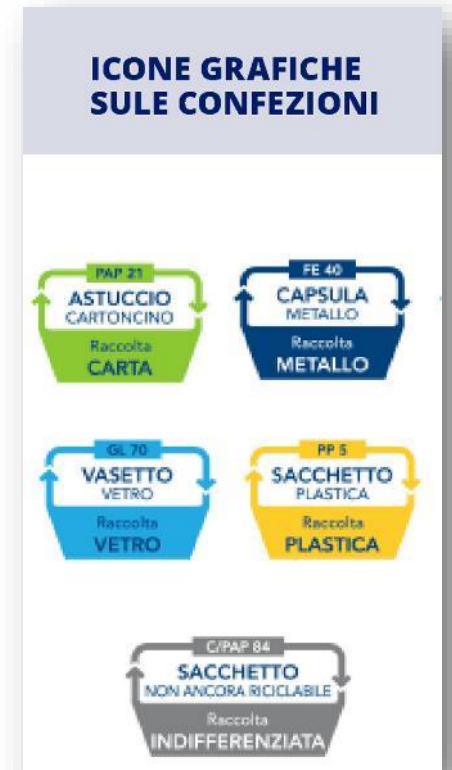 ICONE GRAFICHE
SULE CONFEZIONI
PAP 21
ASTUCCIO
CARTONCINO
Raccolta
CARTA
FE 40
CAPSULA
METALLO
Raccolta
METALLO
GL 70
VASETTO
VETRO
Raccolta
VETRO
PP 5
SACCHETTO
PLASTICA
Raccolta
PLASTICA
C/PAP 84
SACCHETTO
NON ANCORA RICICLABILE
Raccolta
INDIFFERENZIATA